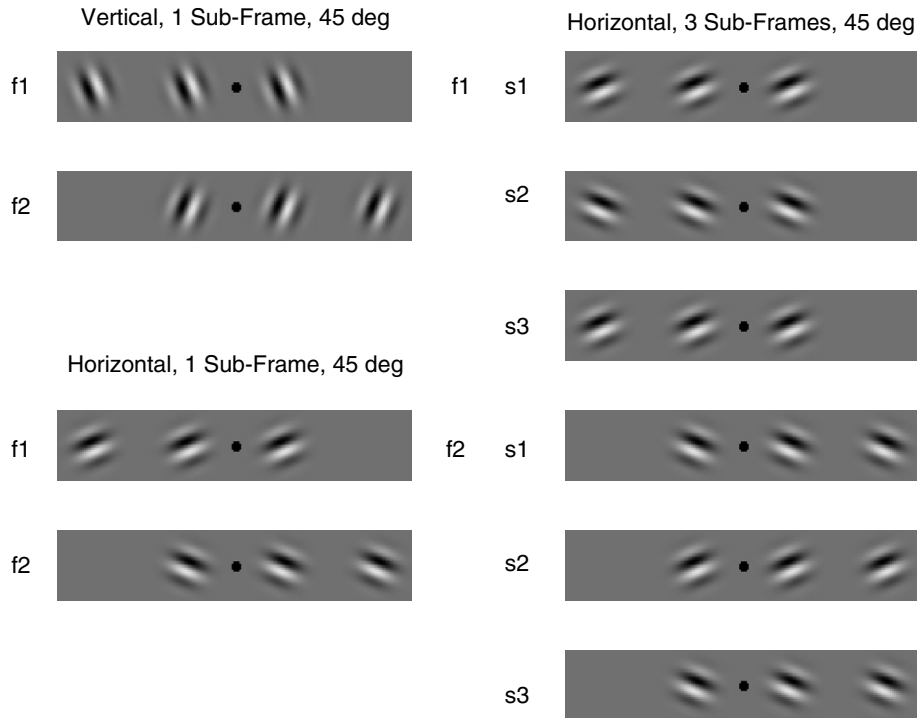 Vertical, 1 Sub-Frame, 45 deg
f1
f2
Horizontal, 1 Sub-Frame, 45 deg
f1
f2
Horizontal, 3 Sub-Frames, 45 deg
f1 s1
s2
s3
f2 s1
s2
s3